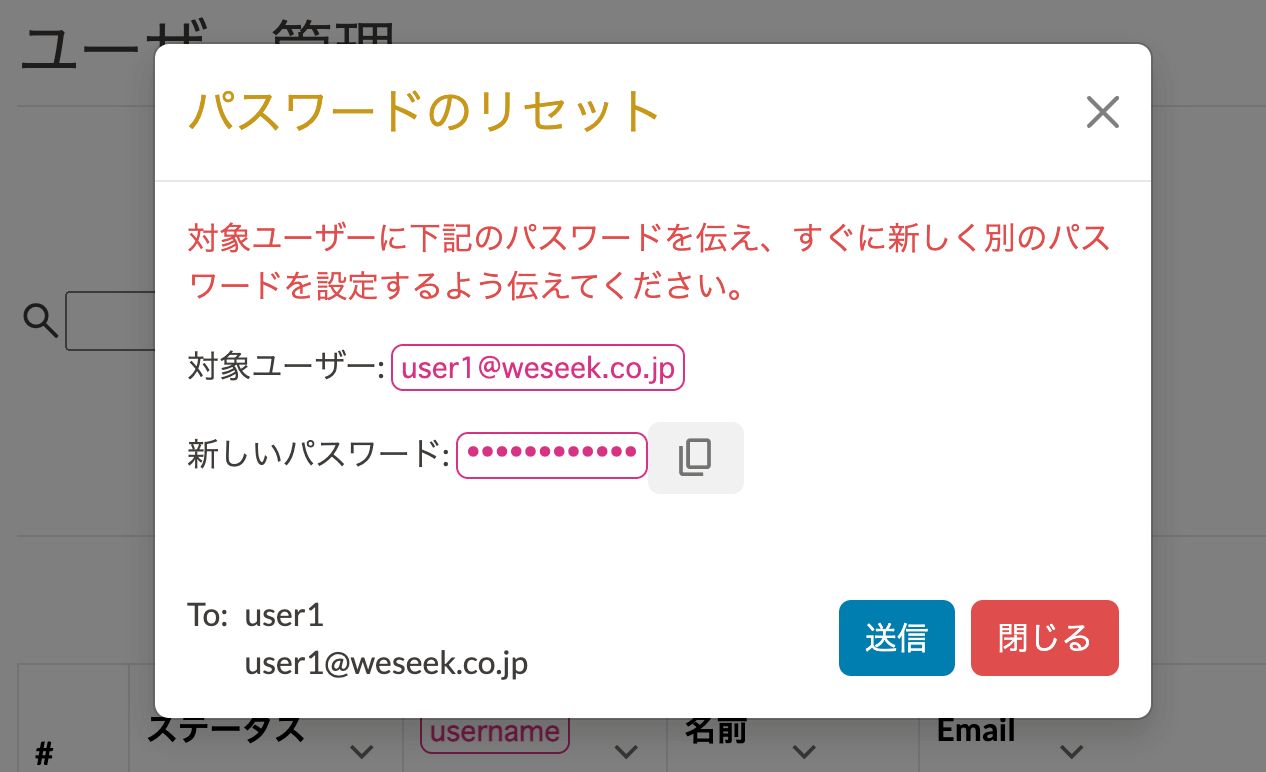 ユーザー管理
パスワードのリセット
対象ユーザーに下記のパスワードを伝え、すぐに新しく別のパス
ワードを設定するよう伝えてください。
対象ユーザー: user1@weseek.co.jp
新しいパスワード: ••••••••••••
To: user1
user1@weseek.co.jp
送信
閉じる
#
ステータス
username
名前
Email